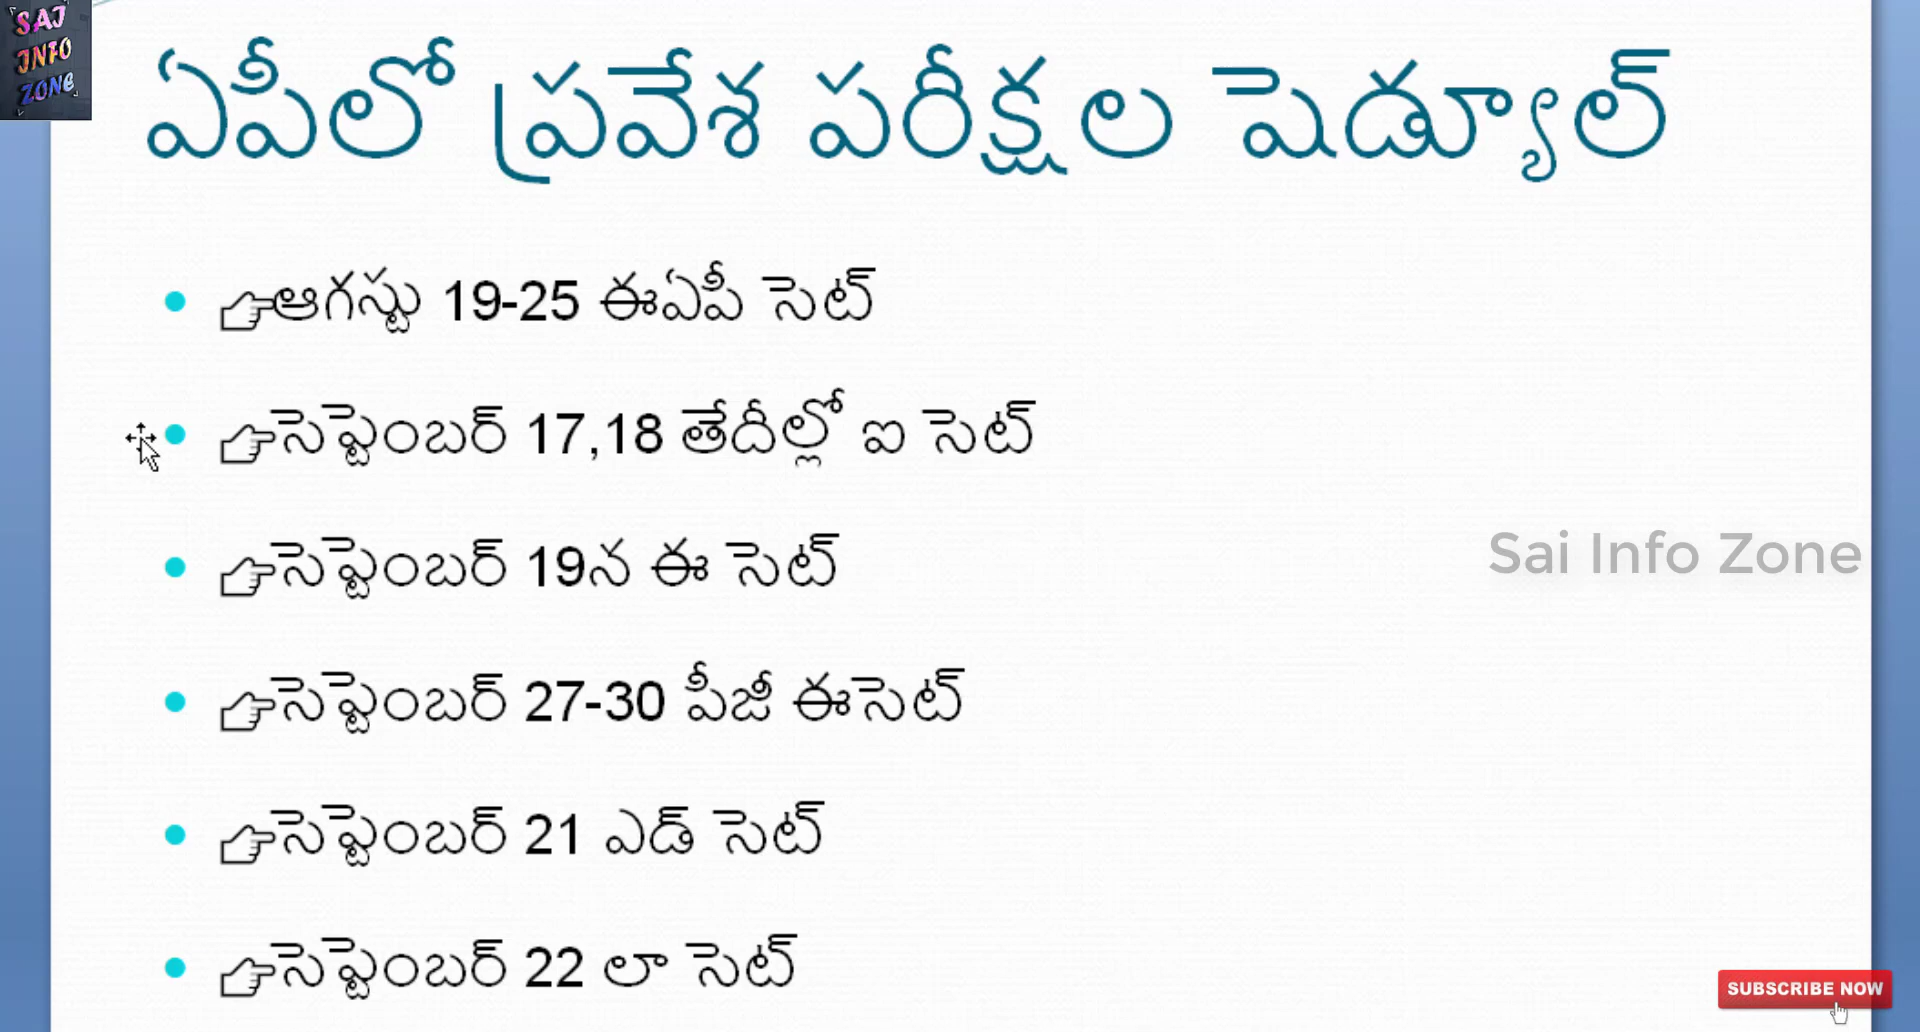 SAI
INFO
ZONE
ఏపీలో ప్రవేశ పరీక్షల షెడ్యూల్
👉ఆగస్టు 19-25 ఈఏపీ సెట్
👉సెప్టెంబర్ 17,18 తేదీల్లో ఐ సెట్
👉సెప్టెంబర్ 19న ఈ సెట్
Sai Info Zone
👉సెప్టెంబర్ 27-30 పీజీ ఈసెట్
👉సెప్టెంబర్ 21 ఎడ్ సెట్
👉సెప్టెంబర్ 22 లా సెట్
SUBSCRIBE NOW